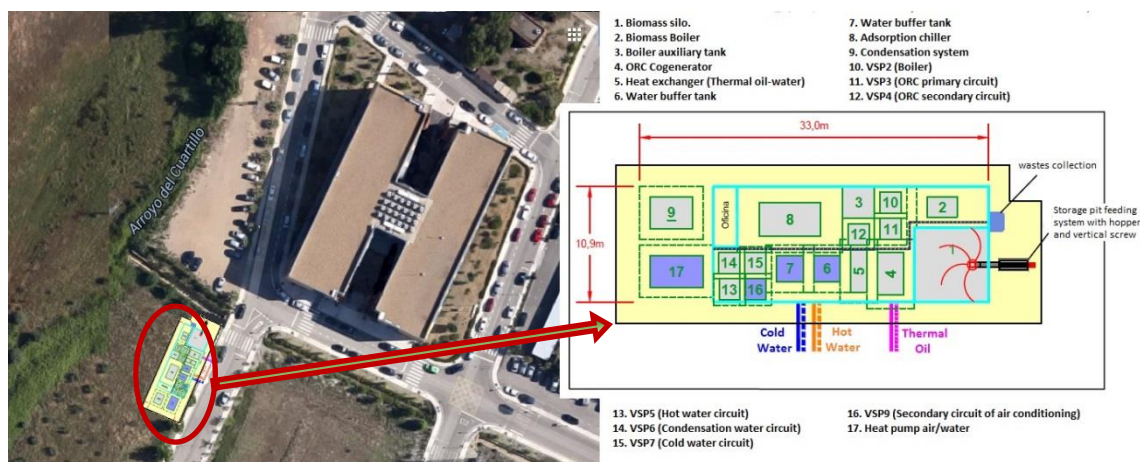 1. Biomass silo.
2. Biomass Boiler
3. Boiler auxiliary tank
4. ORC Cogenerator
5. Heat exchanger (Thermal oil-water)
6. Water buffer tank
7. Water buffer tank
8. Adsorption chiller
9. Condensation system
10. VSP2 (Boiler)
11. VSP3 (ORC primary circuit)
12. VSP4 (ORC secondary circuit)
Arroyo del Cuartillo
33,0m
10,9m
wastes collection
Storage pit feeding
system with hopper
and vertical screw
Oficina
9
8
3
10
2
12
11
17
14
15
7
6
5
4
13
16
Cold
Water
Hot
Water
Thermal
Oil
13. VSP5 (Hot water circuit)
14. VSP6 (Condensation water circuit)
15. VSP7 (Cold water circuit)
16. VSP9 (Secondary circuit of air conditioning)
17. Heat pump air/water